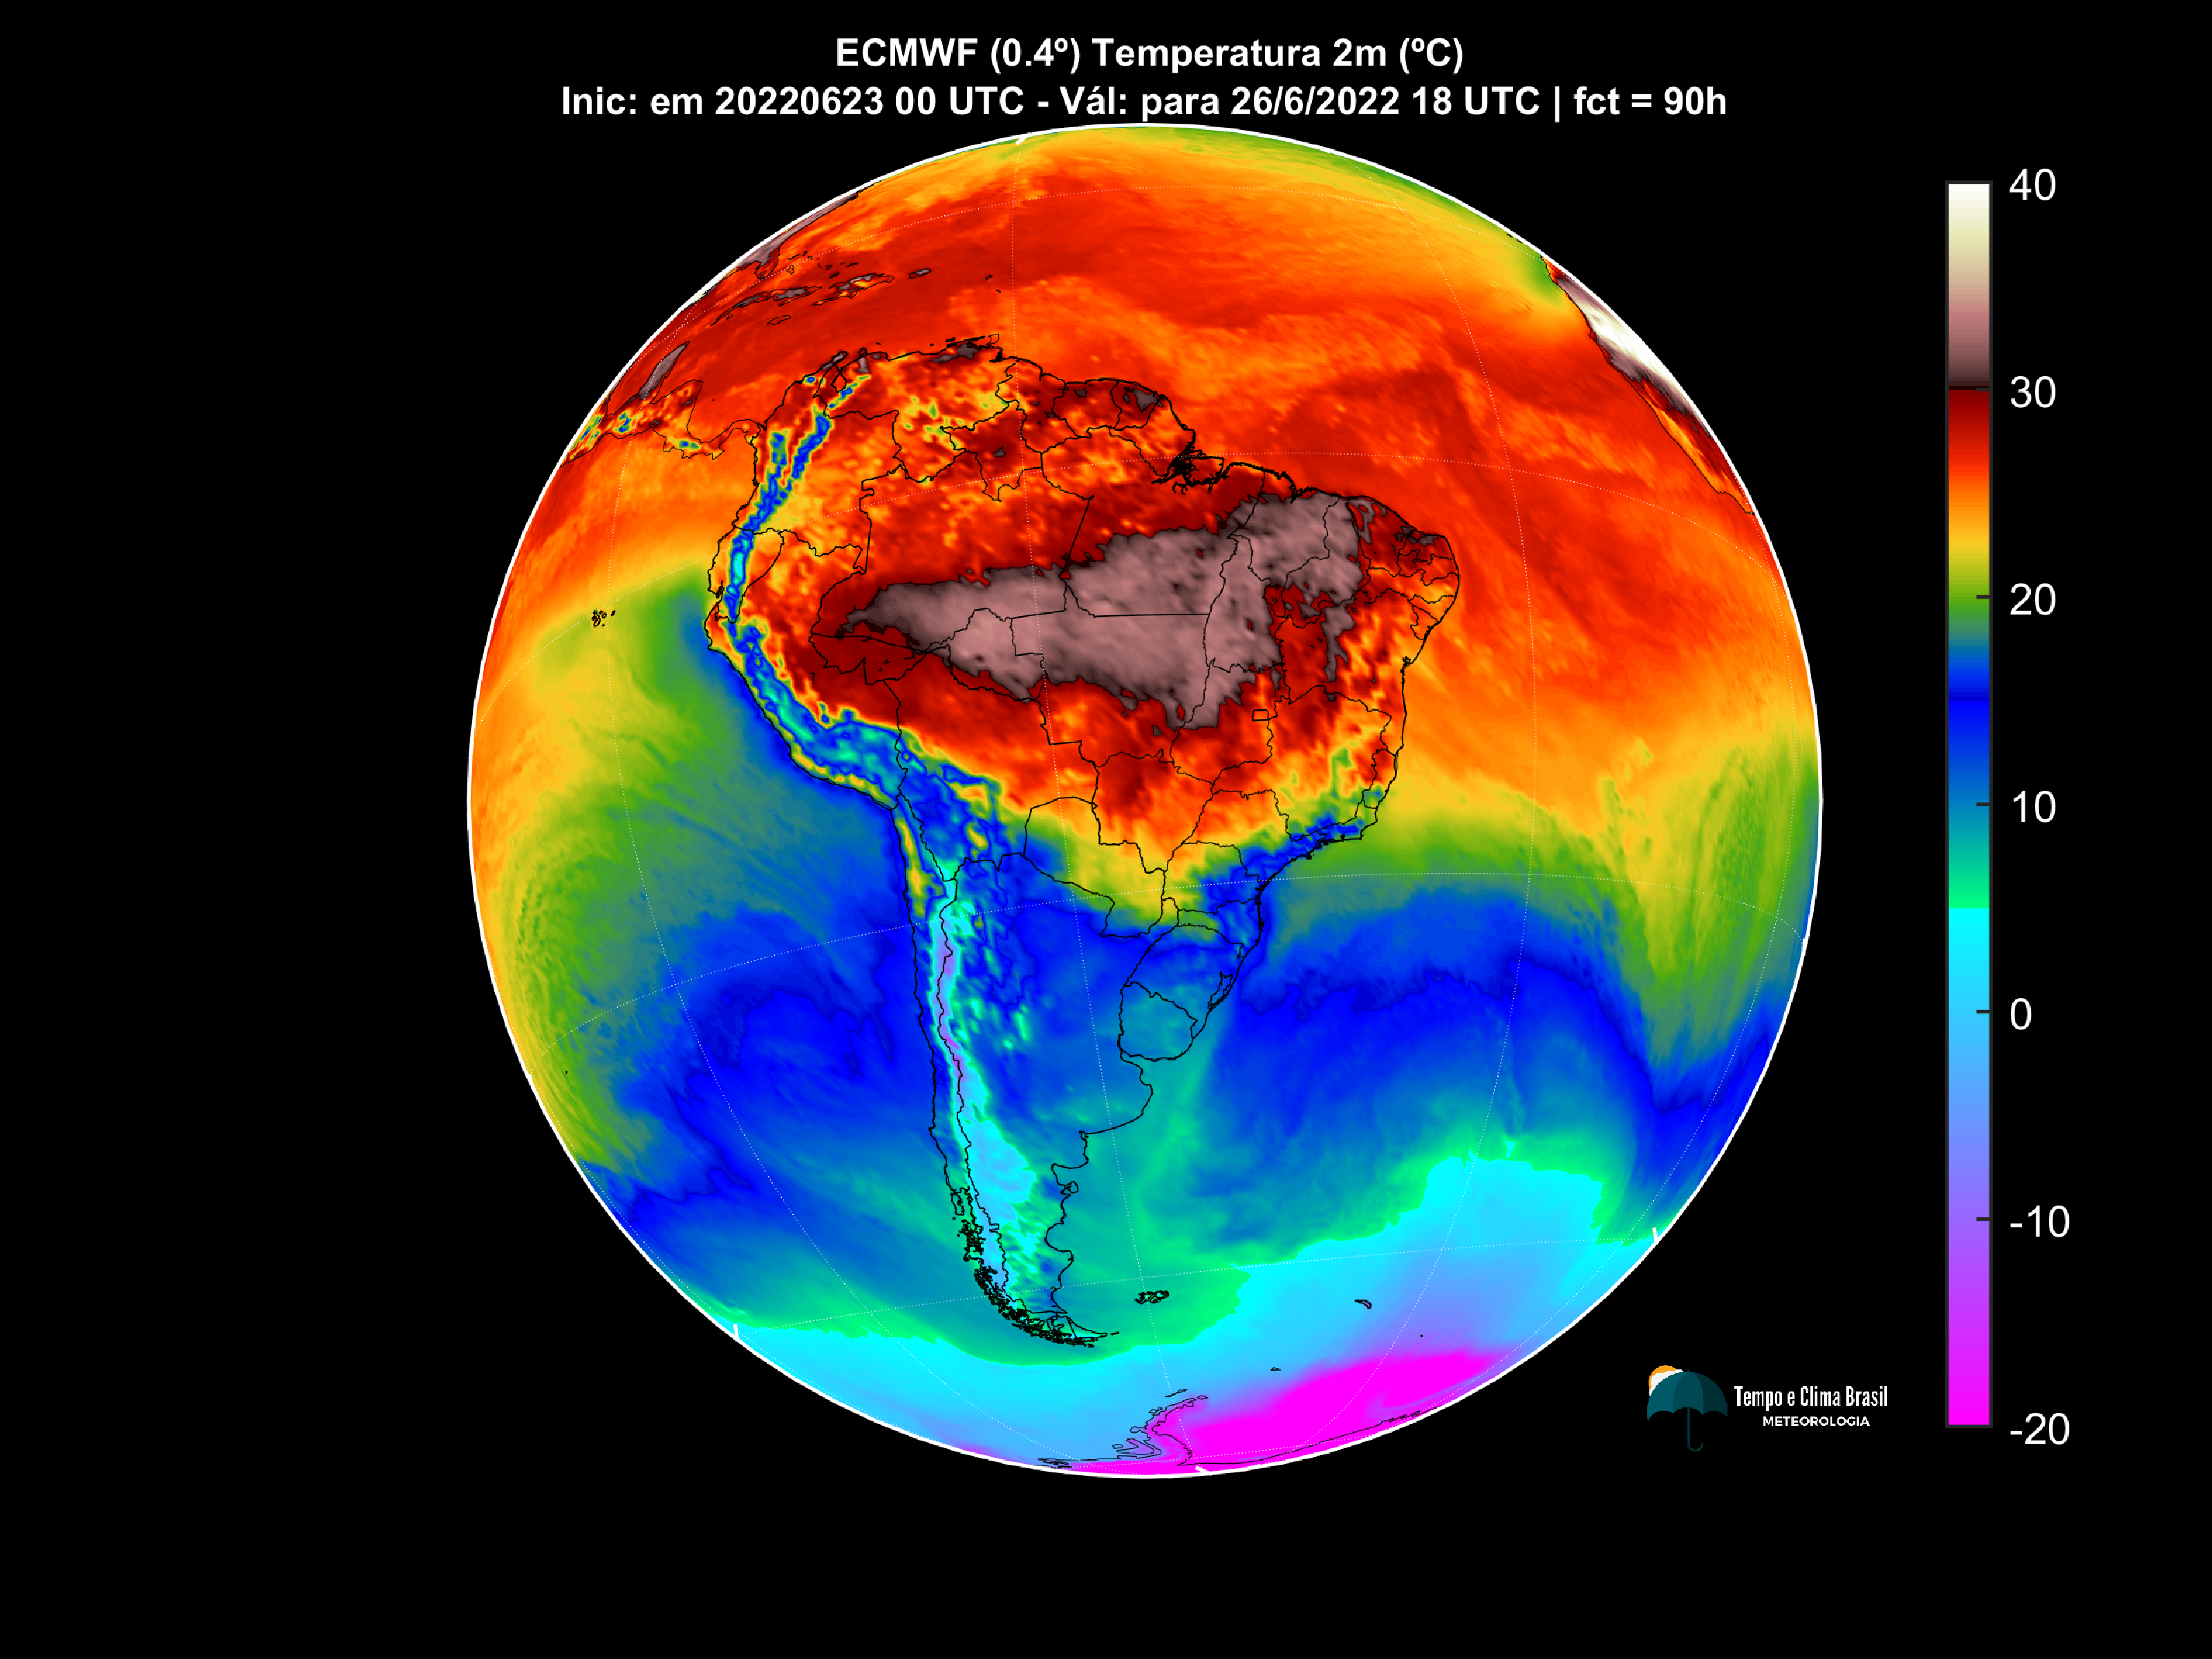 ECMWF (0.4º) Temperatura 2m (ºC)
Inic: em 20220623 00 UTC - Vál: para 26/6/2022 18 UTC | fct = 90h
40
30
20
10
0
-10
-20
Tempo e Clima Brasil
METEOROLOGIA